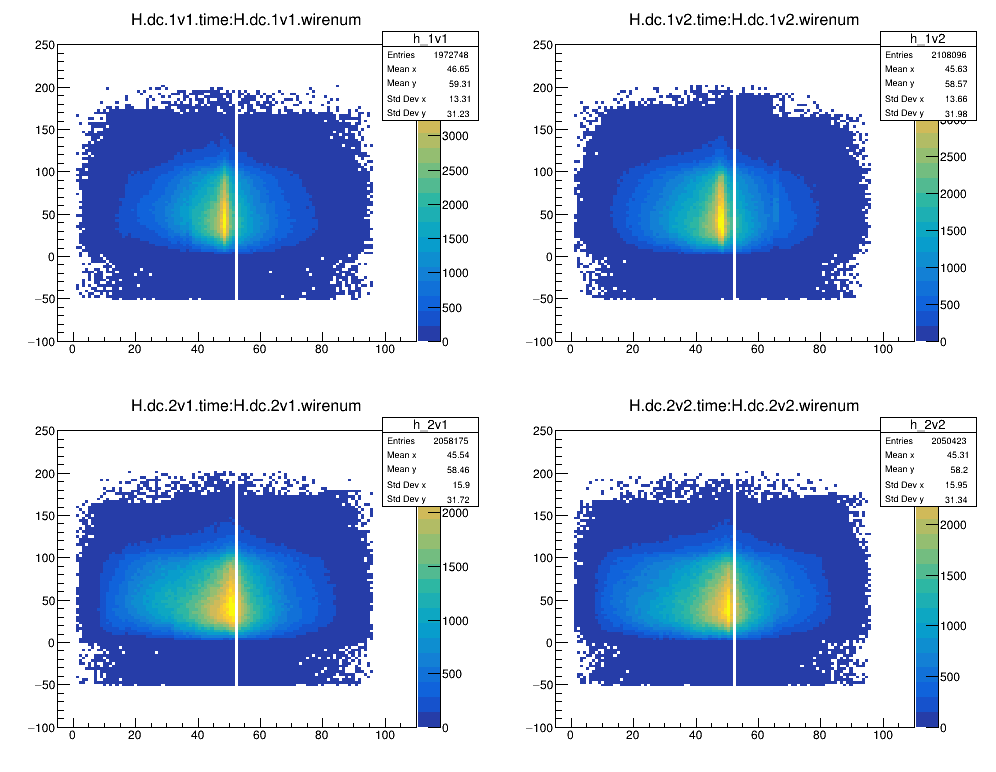 H.dc.1v1.time:H.dc.1v1.wirenum
h_1v1
Entries 1972748
Mean x 46.65
Mean y 59.31
Std Dev x 13.31
Std Dev y 31.23
250
200
150
100
50
0
−50
−100
0 20 40 60 80 100
3000
2500
2000
1500
1000
500
0
H.dc.1v2.time:H.dc.1v2.wirenum
h_1v2
Entries 2108096
Mean x 45.63
Mean y 58.57
Std Dev x 13.66
Std Dev y 31.98
250
200
150
100
50
0
−50
−100
0 20 40 60 80 100
3000
2500
2000
1500
1000
500
0
H.dc.2v1.time:H.dc.2v1.wirenum
h_2v1
Entries 2058175
Mean x 45.54
Mean y 58.46
Std Dev x 15.9
Std Dev y 31.72
250
200
150
100
50
0
−50
−100
0 20 40 60 80 100
2000
1500
1000
500
0
H.dc.2v2.time:H.dc.2v2.wirenum
h_2v2
Entries 2050423
Mean x 45.31
Mean y 58.2
Std Dev x 15.95
Std Dev y 31.34
250
200
150
100
50
0
−50
−100
0 20 40 60 80 100
2000
1500
1000
500
0